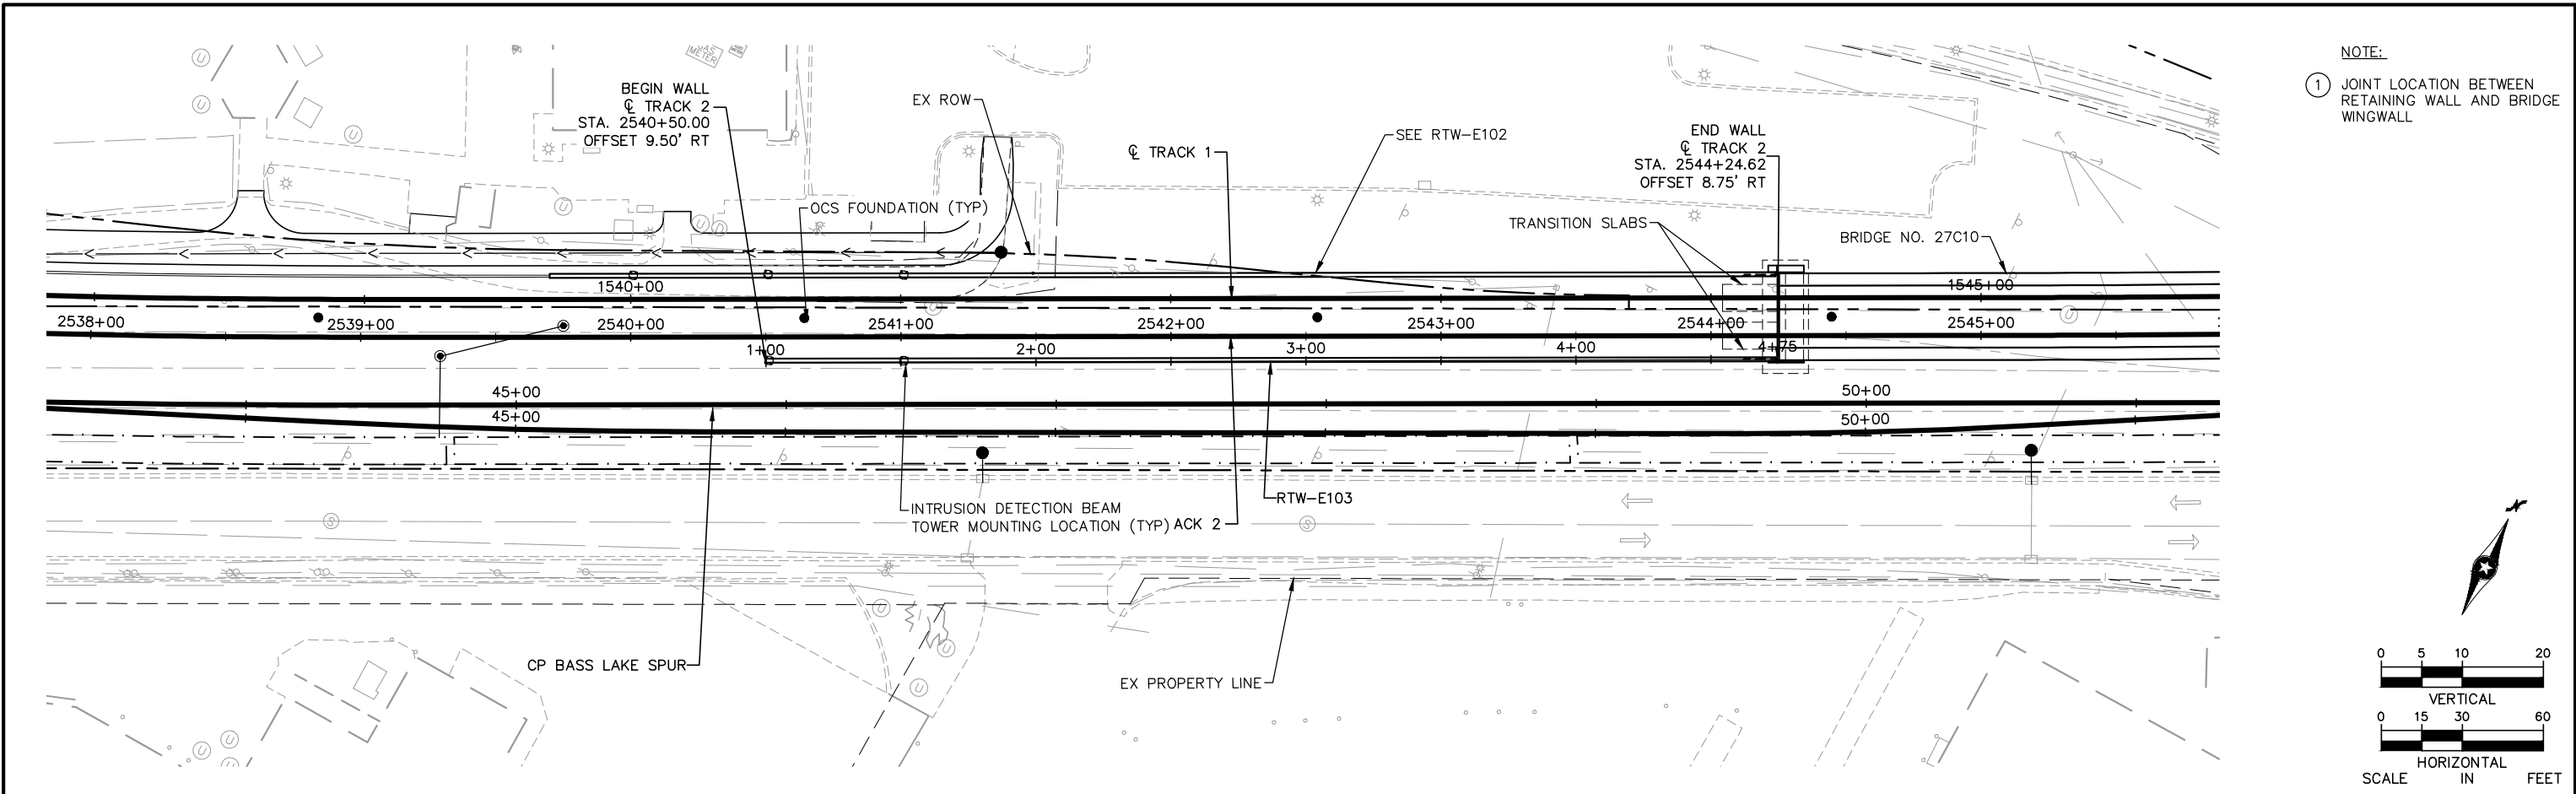 NOTE:
1 JOINT LOCATION BETWEEN
RETAINING WALL AND BRIDGE
WINGWALL
METER
BEGIN WALL
℄ TRACK 2
STA. 2540+50.00
OFFSET 9.50' RT
EX ROW
℄ TRACK 1
SEE RTW-E102
END WALL
℄ TRACK 2
STA. 2544+24.62
OFFSET 8.75' RT
OCS FOUNDATION (TYP)
TRANSITION SLABS
BRIDGE NO. 27C10
1540+00
1545+00
2538+00
2539+00
2540+00
2541+00
2542+00
2543+00
2544+00
2545+00
1+00
2+00
3+00
4+00
4+75
45+00
50+00
45+00
50+00
RTW-E103
INTRUSION DETECTION BEAM
TOWER MOUNTING LOCATION (TYP) ACK 2
CP BASS LAKE SPUR
EX PROPERTY LINE
U
U
U
U
U
U
U
U
U
U
U
U
S
S
0 5 10 20
VERTICAL
0 15 30 60
HORIZONTAL
SCALE IN FEET